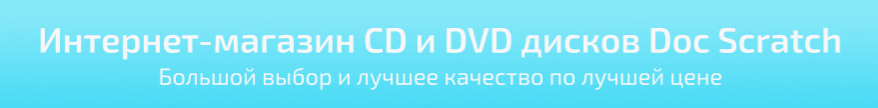 Интернет-магазин CD и DVD дисков Doc Scratch
Большой выбор и лучшее качество по лучшей цене